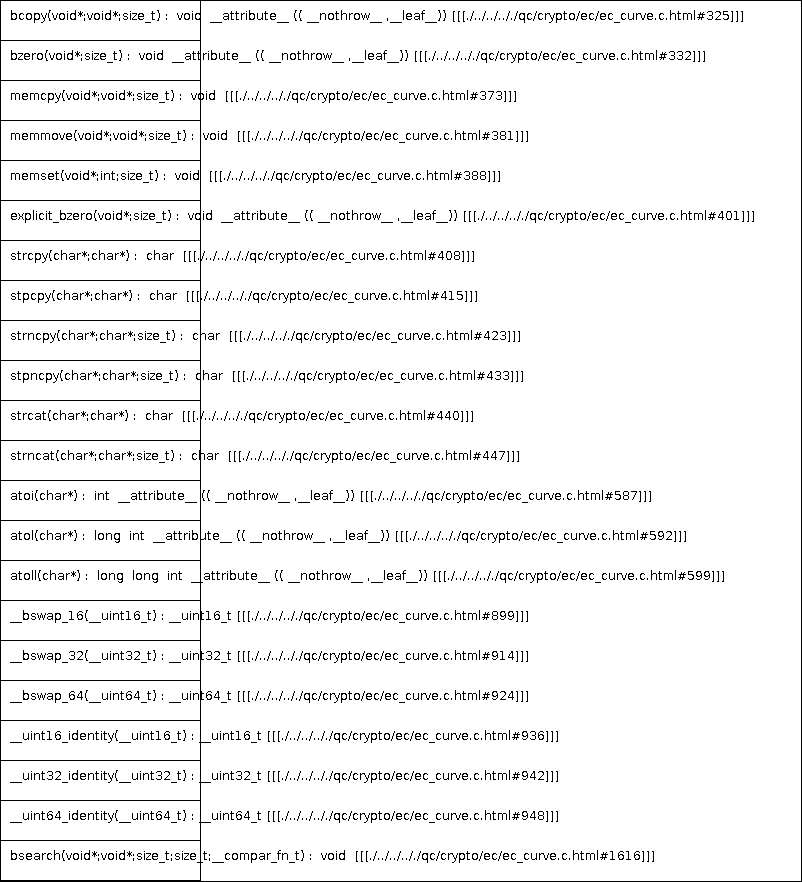 bcopy(void*;void*;size_t) : void __attribute__ (( __nothrow__ ,__leaf__)) [[[./../../../qc/crypto/ec/ec_curve.c.html#325]]]
bzero(void*;size_t) : void __attribute__ (( __nothrow__ ,__leaf__)) [[[./../../../qc/crypto/ec/ec_curve.c.html#332]]]
memcpy(void*;void*;size_t) : void [[[./../../.././qc/crypto/ec/ec_curve.c.html#373]]]
memmove(void*;void*;size_t) : void [[[./../../.././qc/crypto/ec/ec_curve.c.html#381]]]
memset(void*;int;size_t) : void [[[./../../.././qc/crypto/ec/ec_curve.c.html#388]]]
explicit_bzero(void*;size_t) : void __attribute__ (( __nothrow__ ,__leaf__)) [[[./../../.././qc/crypto/ec/ec_curve.c.html#401]]]
strcpy(char*;char*) : char [[[./../../.././qc/crypto/ec/ec_curve.c.html#408]]]
stpcpy(char*;char*) : char [[[./../../.././qc/crypto/ec/ec_curve.c.html#415]]]
strncpy(char*;char*;size_t) : char [[[./../../.././qc/crypto/ec/ec_curve.c.html#423]]]
stpncpy(char*;char*;size_t) : char [[[./../../.././qc/crypto/ec/ec_curve.c.html#433]]]
strcat(char*;char*) : char [[[./../../.././qc/crypto/ec/ec_curve.c.html#440]]]
strncat(char*;char*;size_t) : char [[[./../../.././qc/crypto/ec/ec_curve.c.html#447]]]
atoi(char*) : int __attribute__ (( __nothrow__ ,__leaf__)) [[[./../../.././qc/crypto/ec/ec_curve.c.html#587]]]
atol(char*) : long int __attribute__ (( __nothrow__ ,__leaf__)) [[[./../../.././qc/crypto/ec/ec_curve.c.html#592]]]
atoll(char*) : long long int __attribute__ (( __nothrow__ ,__leaf__)) [[[./../../.././qc/crypto/ec/ec_curve.c.html#599]]]
__bswap_16(__uint16_t) : __uint16_t [[[./../../.././qc/crypto/ec/ec_curve.c.html#899]]]
__bswap_32(__uint32_t) : __uint32_t [[[./../../.././qc/crypto/ec/ec_curve.c.html#914]]]
__bswap_64(__uint64_t) : __uint64_t [[[./../../.././qc/crypto/ec/ec_curve.c.html#924]]]
__uint16_identity(__uint16_t) : __uint16_t [[[./../../.././qc/crypto/ec/ec_curve.c.html#936]]]
__uint32_identity(__uint32_t) : __uint32_t [[[./../../.././qc/crypto/ec/ec_curve.c.html#942]]]
__uint64_identity(__uint64_t) : __uint64_t [[[./../../.././qc/crypto/ec/ec_curve.c.html#948]]]
bsearch(void*;void*;size_t;size_t;__compar_fn_t) : void [[[./../../.././qc/crypto/ec/ec_curve.c.html#1616]]]